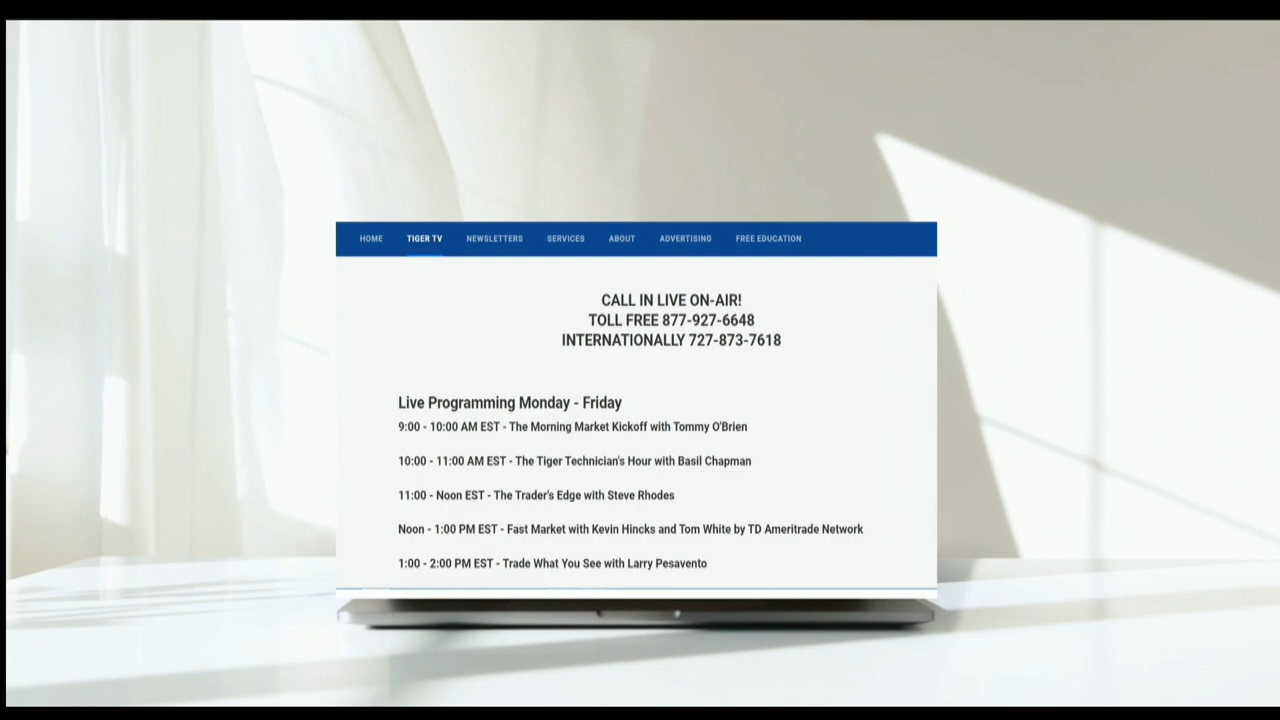 HOME TIGER TV NEWSLETTERS SERVICES ABOUT ADVERTISING FREE EDUCATION
CALL IN LIVE ON-AIR!
TOLL FREE 877-927-6648
INTERNATIONALLY 727-873-7618
Live Programming Monday - Friday
9:00 - 10:00 AM EST - The Morning Market Kickoff with Tommy O'Brien
10:00 - 11:00 AM EST - The Tiger Technician's Hour with Basil Chapman
11:00 - Noon EST - The Trader's Edge with Steve Rhodes
Noon - 1:00 PM EST - Fast Market with Kevin Hincks and Tom White by TD Ameritrade Network
1:00 - 2:00 PM EST - Trade What You See with Larry Pesavento